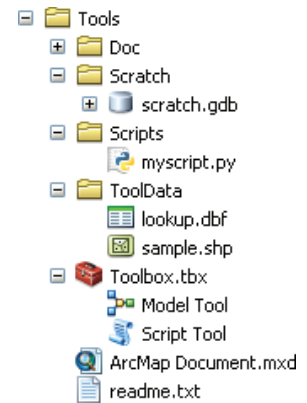 Tools
Doc
Scratch
scratch.gdb
Scripts
myscript.py
ToolData
lookup.dbf
sample.shp
Toolbox.tbx
Model Tool
Script Tool
ArcMap Document.mxd
readme.txt